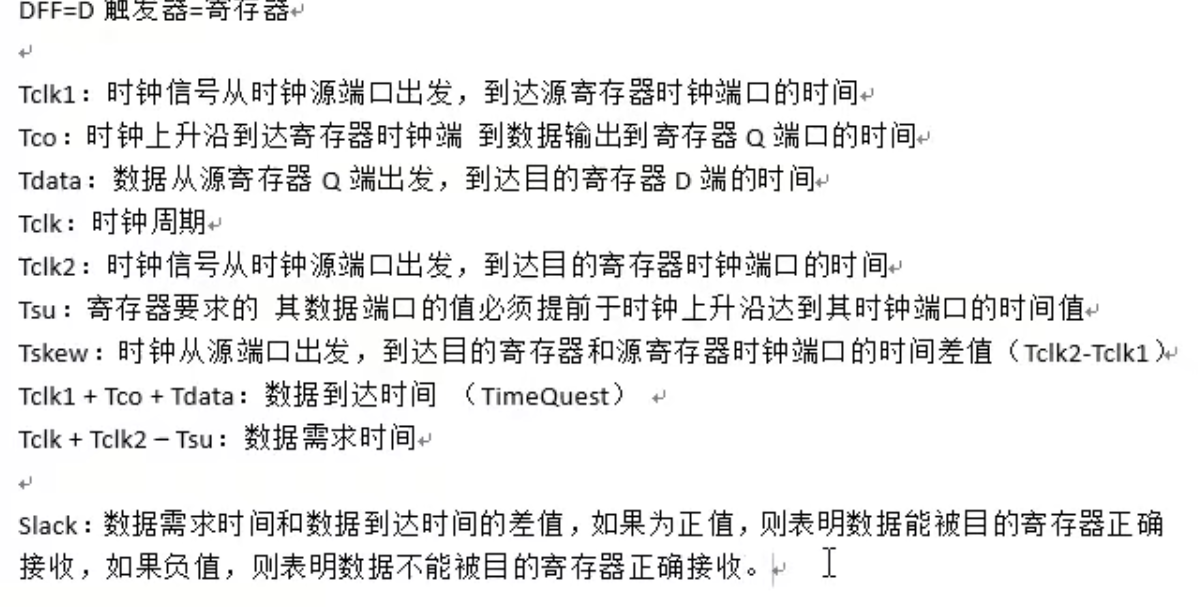 DFF=D 触发器=寄存器
Tclk1：时钟信号从时钟源端口出发，到达源寄存器时钟端口的时间
Tco：时钟上升沿到达寄存器时钟端 到数据输出到寄存器 Q 端口的时间
Tdata：数据从源寄存器 Q 端出发，到达目的寄存器 D 端的时间
Tclk：时钟周期
Tclk2：时钟信号从时钟源端口出发，到达目的寄存器时钟端口的时间
Tsu：寄存器要求的 其数据端口的值必须提前于时钟上升沿达到其时钟端口的时间值
Tskew：时钟从源端口出发，到达目的寄存器和源寄存器时钟端口的时间差值（Tclk2-Tclk1）
Tclk1 + Tco + Tdata：数据到达时间 （TimeQuest）
Tclk + Tclk2 – Tsu：数据需求时间
Slack：数据需求时间和数据到达时间的差值，如果为正值，则表明数据能被目的寄存器正确
接收，如果负值，则表明数据不能被目的寄存器正确接收。